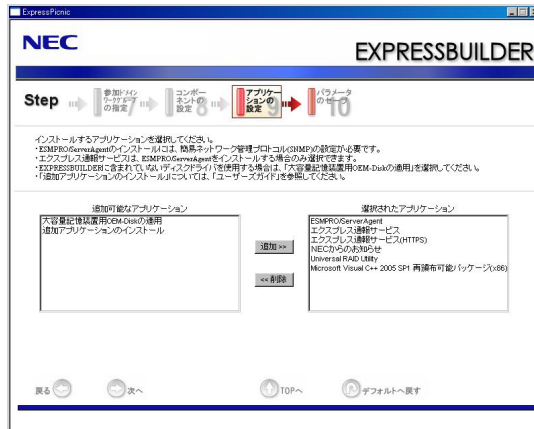 ExpressPicnic
NEC
EXPRESSBUILDER
Step
参加ドメイン
ワークグループ
の指定
7
コンポー
ネントの
設定
8
アプリケー
ションの
設定
9
パラメータ
のセーブ
10
インストールするアプリケーションを選択してください。
・ESMPRO/ServerAgentのインストールには、簡易ネットワーク管理プロトコル(SNMP)の設定が必要です。
・エクスプレス通報サービスは、ESMPRO/ServerAgentをインストールする場合のみ選択できます。
・EXPRESSBUILDERに含まれていないディスクドライバを使用する場合は、「大容量記憶装置用OEM-Diskの適用」を選択してください。
・「追加アプリケーションのインストール」については、「ユーザーズガイド」を参照してください。
追加可能なアプリケーション
大容量記憶装置用OEM-Diskの適用
追加アプリケーションのインストール
追加 >>
<< 削除
選択されたアプリケーション
ESMPRO/ServerAgent
エクスプレス通報サービス
エクスプレス通報サービス(HTTPS)
NECからのお知らせ
Universal RAID Utility
Microsoft Visual C++ 2005 SP1 再頒布可能パッケージ(x86)
戻る
次へ
TOPへ
デフォルトへ戻す